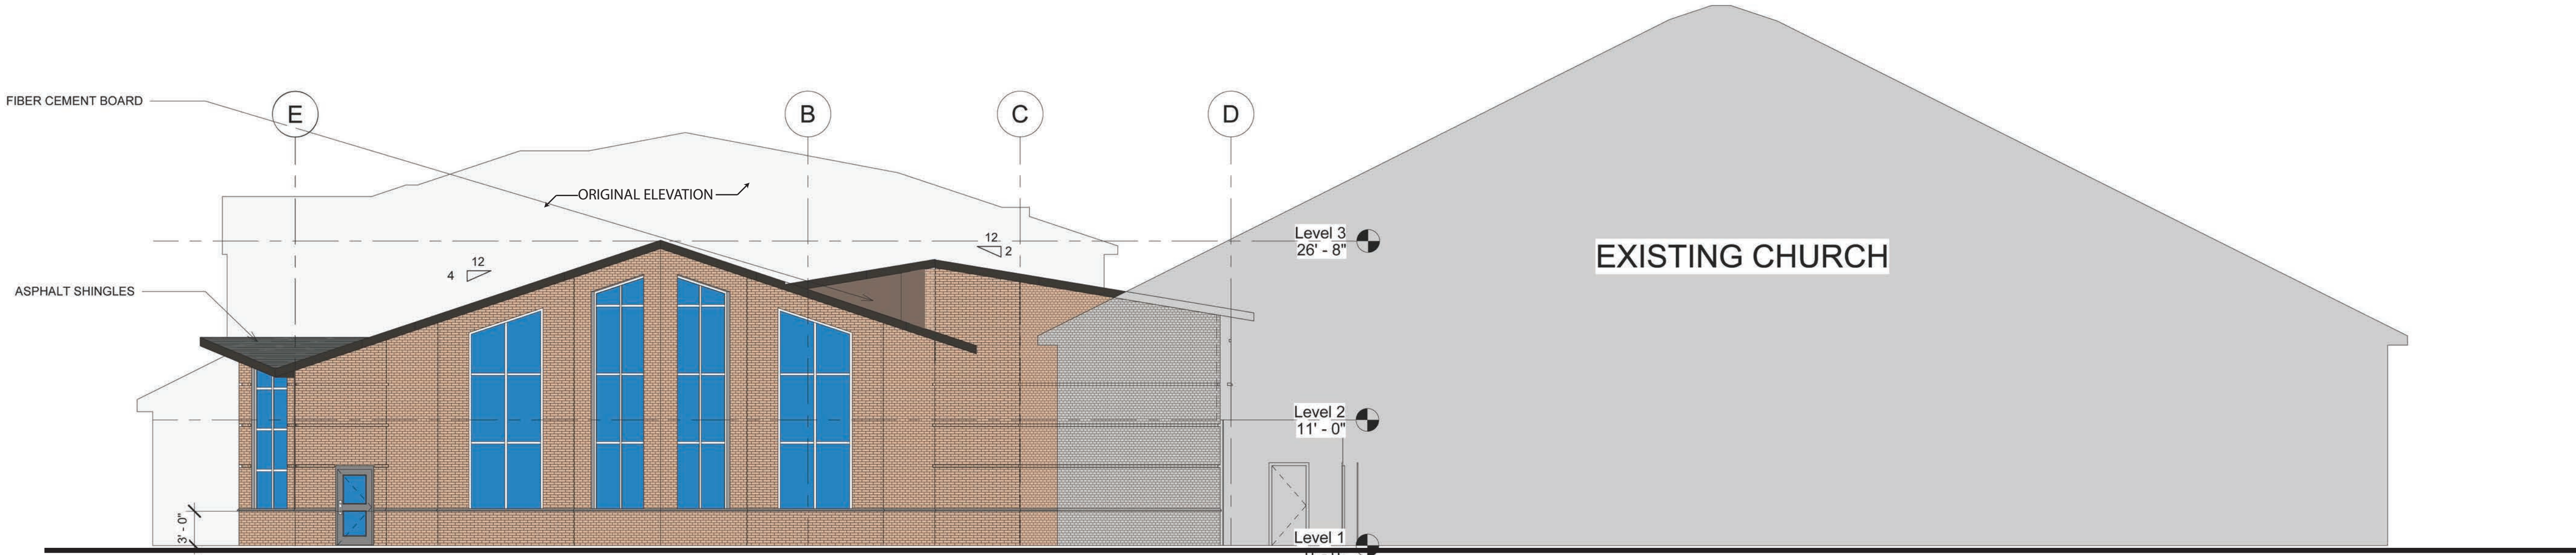 FIBER CEMENT BOARD
E
B
C
D
ORIGINAL ELEVATION
12
2
Level 3
26' - 8"
EXISTING CHURCH
12
4
ASPHALT SHINGLES
Level 2
11' - 0"
3' - 0"
Level 1